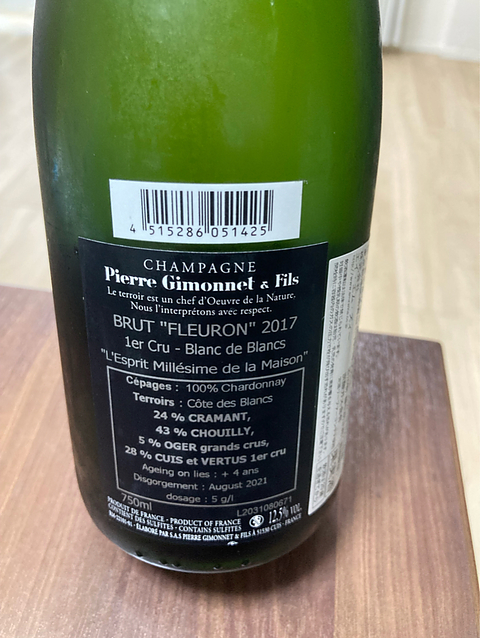 4 515286 051425
CHAMPAGNE
Pierre Gimonnet & Fils
Le terroir est un chef d'Oeuvre de la Nature,
Nous l'interprétons avec respect.
BRUT "FLEURON" 2017
1er Cru - Blanc de Blancs
"L'Esprit Millésime de la Maison"
Cépages : 100% Chardonnay
Terroirs : Côte des Blancs
24 % CRAMANT,
43 % CHOUILLY,
5 % OGER grands crus,
28 % CUIS et VERTUS 1er cru
Ageing on lies : + 4 ans
Disgorgement : August 2021
dosage : 5 g/l
750ml
L2031080671
PRODUIT DE FRANCE - PRODUCT OF FRANCE
12,5% VOL.
CONTIENT DES SULFITES - CONTAINS SULFITES
ÉLABORÉ PAR S.A.S PIERRE GIMONNET & FILS À 51530 CUIS - FRANCE